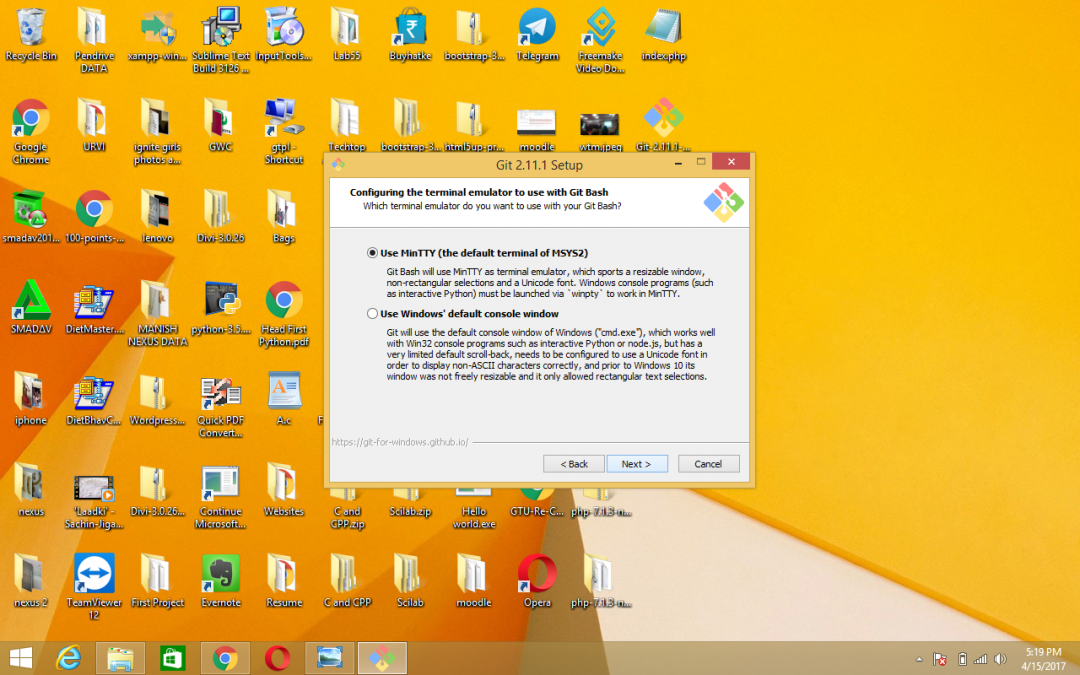 Recycle Bin
Pendrive
DATA
xampp-win...
Sublime Text
Build 3126 ...
InputTools...
Lab55
Buyhatke
bootstrap-3...
Telegram
Freemake
Video Do...
index.php
Google
Chrome
URVI
ignite girls
photos a...
GWC
gtpl -
Shortcut
Techtop
bootstrap-3...
html5up-pr...
moodle
wtm.jpeg
Git-2.11.1-...
Git 2.11.1 Setup
Configuring the terminal emulator to use with Git Bash
Which terminal emulator do you want to use with your Git Bash?
Use MinTTY (the default terminal of MSYS2)
Git Bash will use MinTTY as terminal emulator, which sports a resizable window,
non-rectangular selections and a Unicode font. Windows console programs (such
as interactive Python) must be launched via `winpty` to work in MinTTY.
Use Windows' default console window
Git will use the default console window of Windows ("cmd.exe"), which works well
with Win32 console programs such as interactive Python or node.js, but has a
very limited default scroll-back, needs to be configured to use a Unicode font in
order to display non-ASCII characters correctly, and prior to Windows 10 its
window was not freely resizable and it only allowed rectangular text selections.
https://git-for-windows.github.io/
< Back
Next >
Cancel
smadav201...
100-points-...
lenovo
Divi-3.0.26
Bags
SMADΔV
DietMaster...
MANISH
NEXUS DATA
python-3.5....
Head First
Python.pdf
iphone
DietBhavC...
Wordpress...
Quick PDF
Convert...
A.c
F
nexus
'Laadki' -
Sachin-Jiga...
Divi-3.0.26...
Continue
Microsoft...
Websites
C and
CPP.zip
Scilab.zip
Hello
world.exe
GTU-Re-C...
php-7.1.3-n...
nexus 2
TeamViewer
12
First Project
Evernote
Resume
C and CPP
Scilab
moodle
Opera
php-7.1.3-n...
5:19 PM
4/15/2017